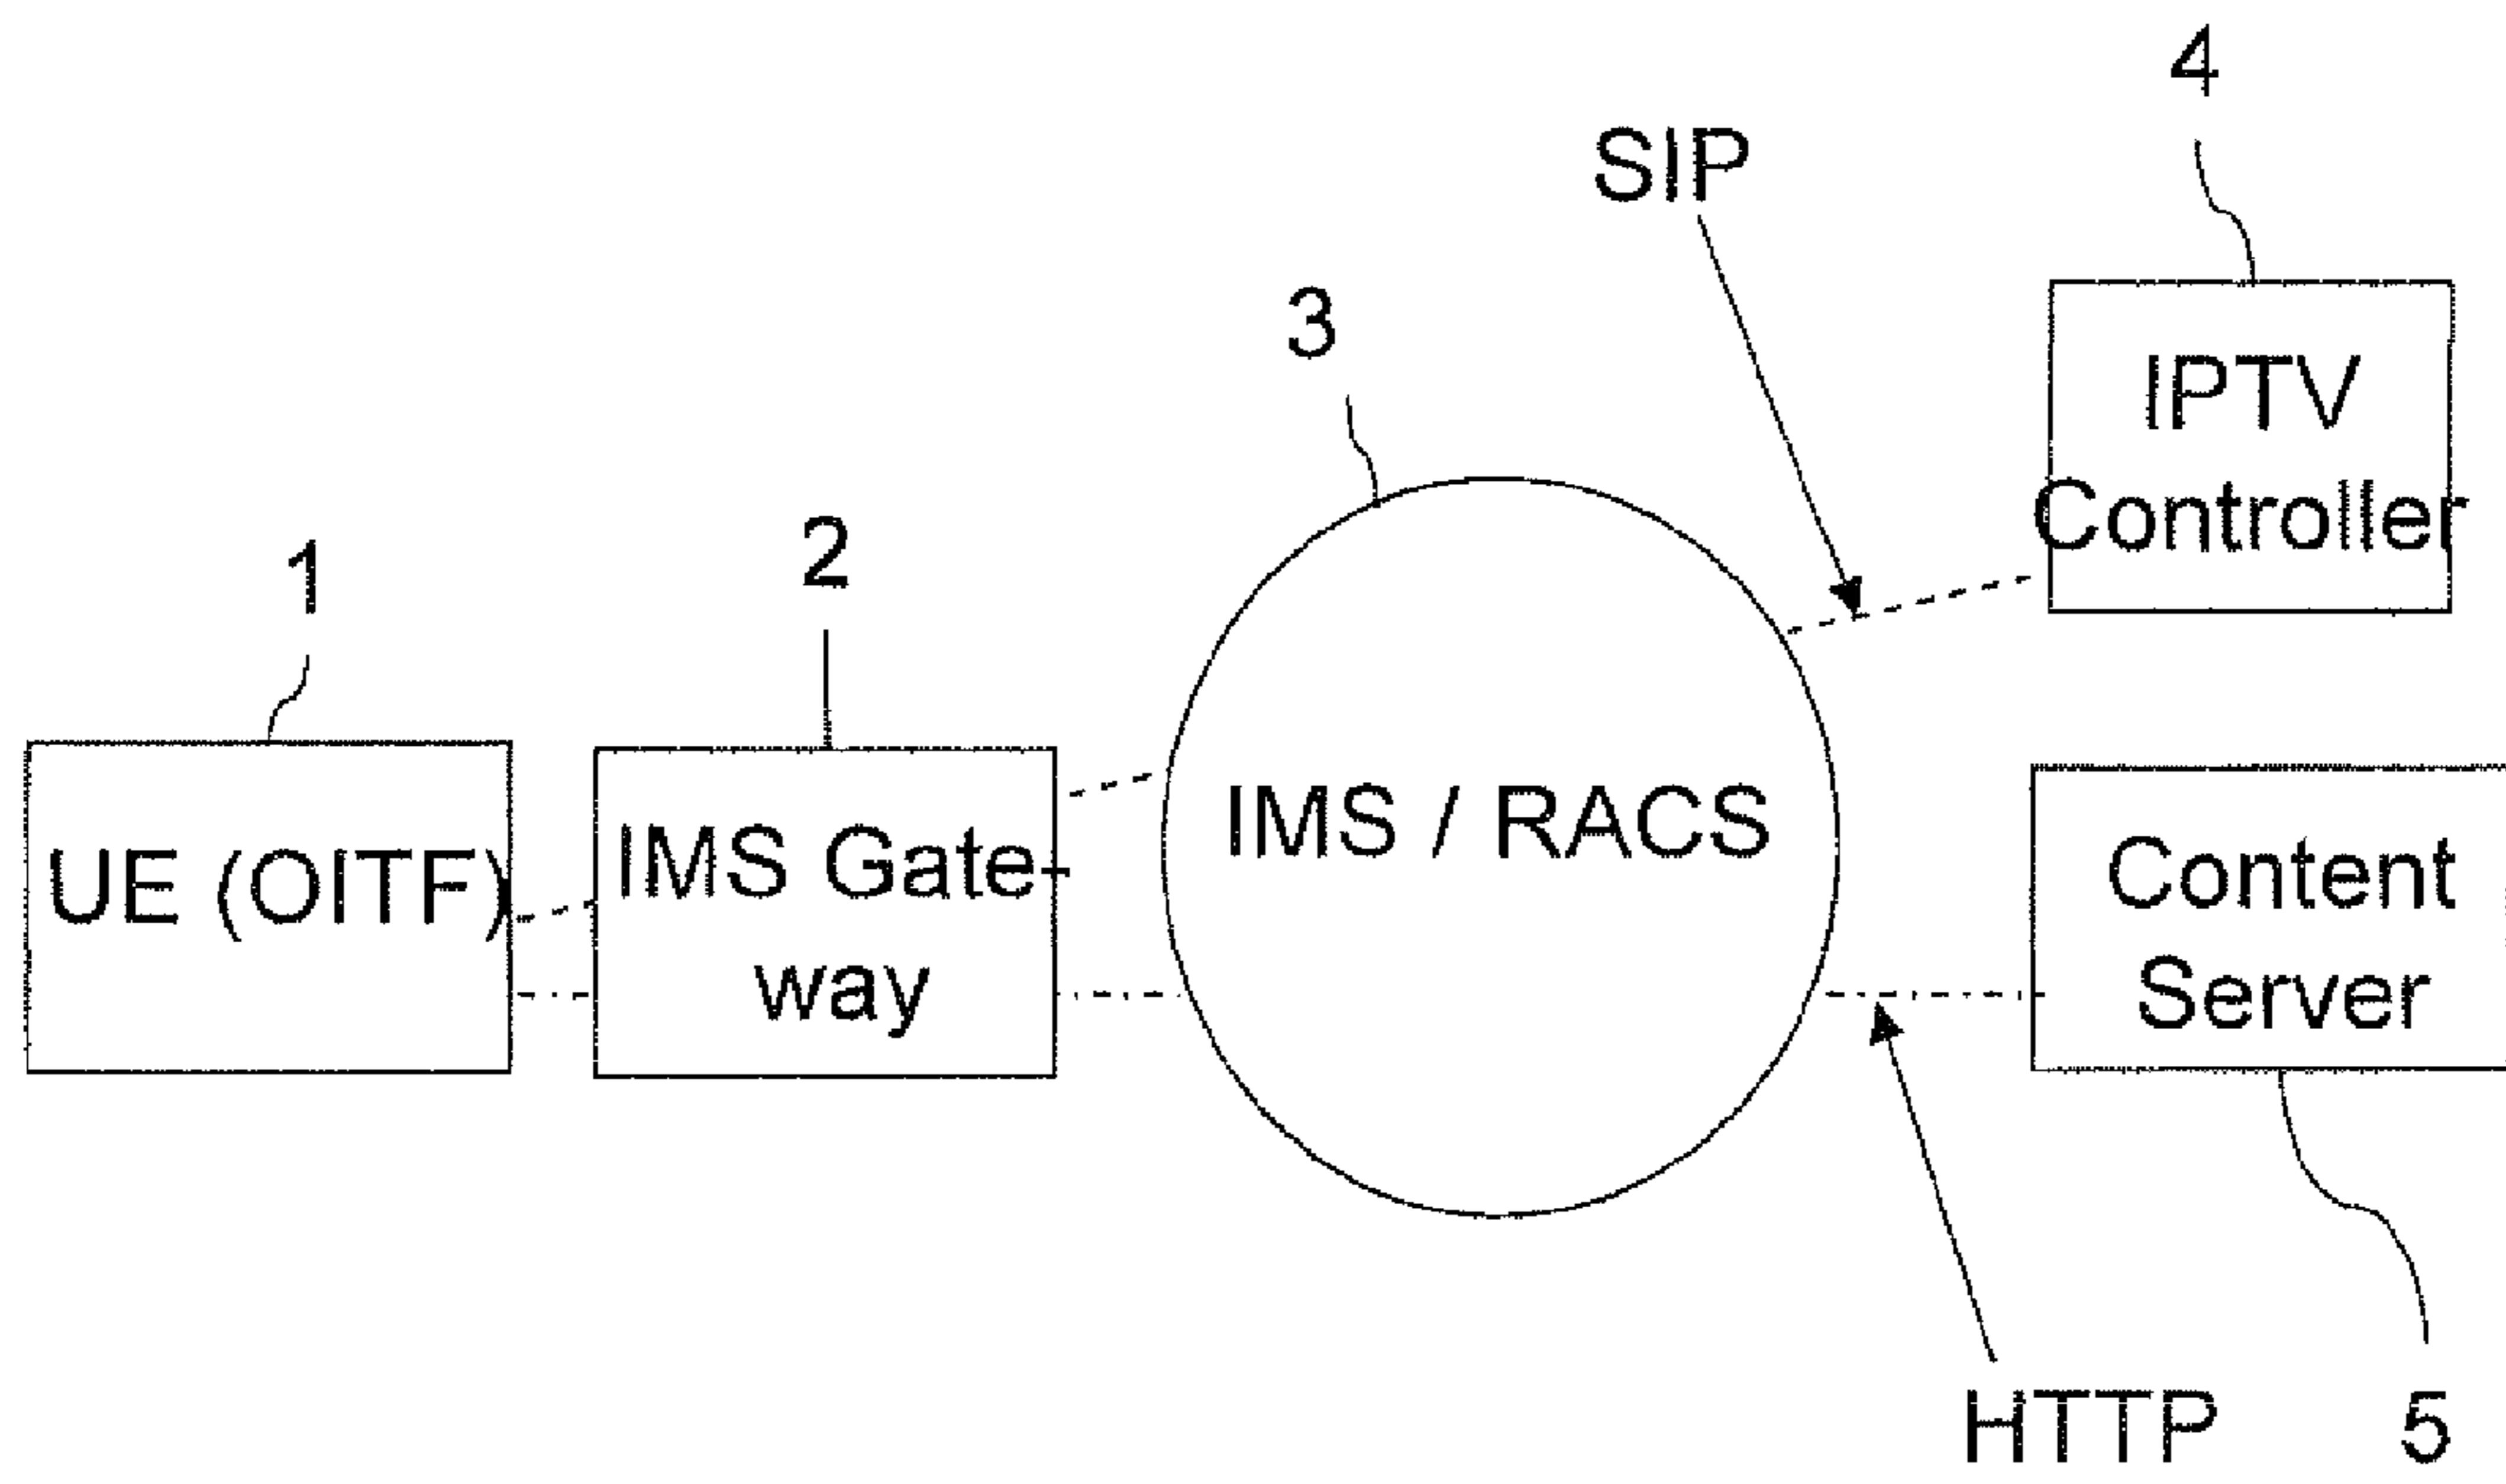 4
SIP
3
IPTV
Controller
1
2
IMS / RACS
UE (OITF)
IMS Gate-
way
Content
Server
HTTP
5